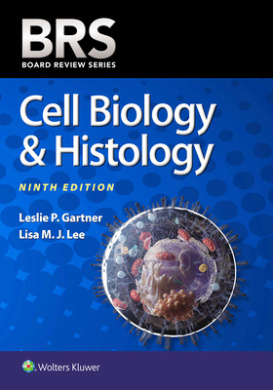 BRS
BOARD REVIEW SERIES
Cell Biology
& Histology
NINTH EDITION
Leslie P. Gartner
Lisa M. J. Lee
Wolters Kluwer